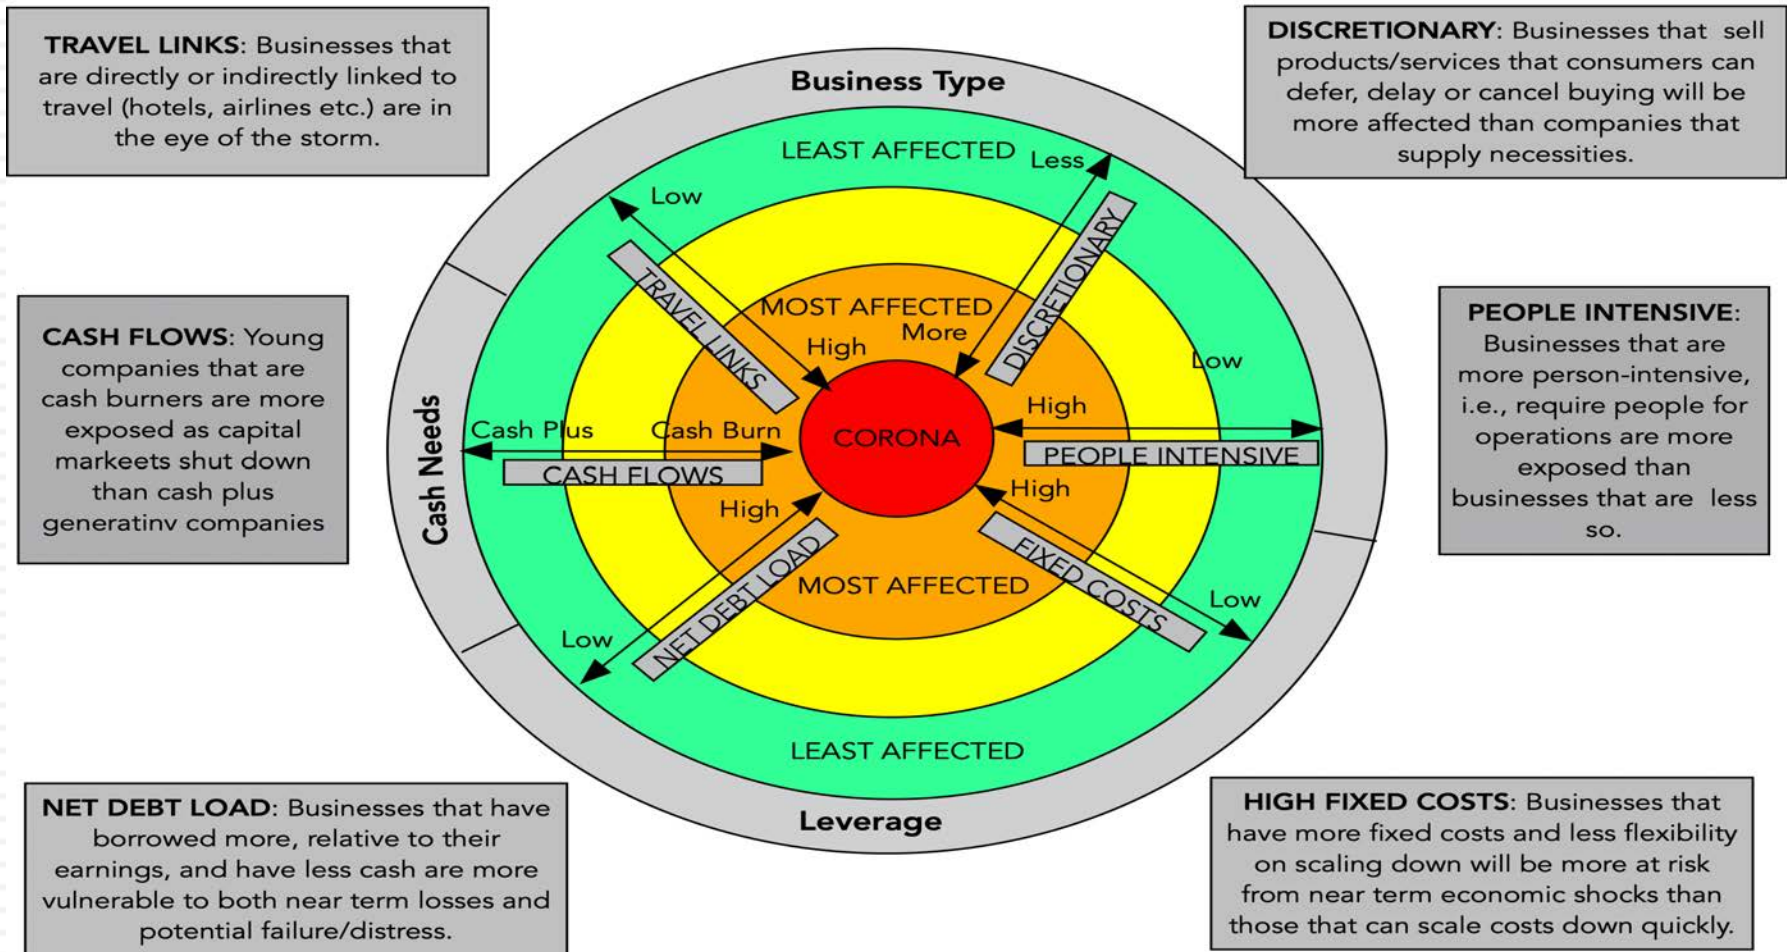 TRAVEL LINKS: Businesses that
are directly or indirectly linked to
travel (hotels, airlines etc.) are in
the eye of the storm.
DISCRETIONARY: Businesses that sell
products/services that consumers can
defer, delay or cancel buying will be
more affected than companies that
supply necessities.
Business Type
LEAST AFFECTED
Less
Low
TRAVEL LINKS
DISCRETIONARY
MOST AFFECTED
More
High
Low
CASH FLOWS: Young
companies that are
cash burners are more
exposed as capital
markeets shut down
than cash plus
generatinv companies
Cash Needs
Cash Plus
Cash Burn
CASH FLOWS
CORONA
High
PEOPLE INTENSIVE
PEOPLE INTENSIVE:
Businesses that are
more person-intensive,
i.e., require people for
operations are more
exposed than
businesses that are less
so.
High
High
NET DEBT LOAD
FIXED COSTS
MOST AFFECTED
Low
Low
LEAST AFFECTED
Leverage
NET DEBT LOAD: Businesses that have
borrowed more, relative to their
earnings, and have less cash are more
vulnerable to both near term losses and
potential failure/distress.
HIGH FIXED COSTS: Businesses that
have more fixed costs and less flexibility
on scaling down will be more at risk
from near term economic shocks than
those that can scale costs down quickly.